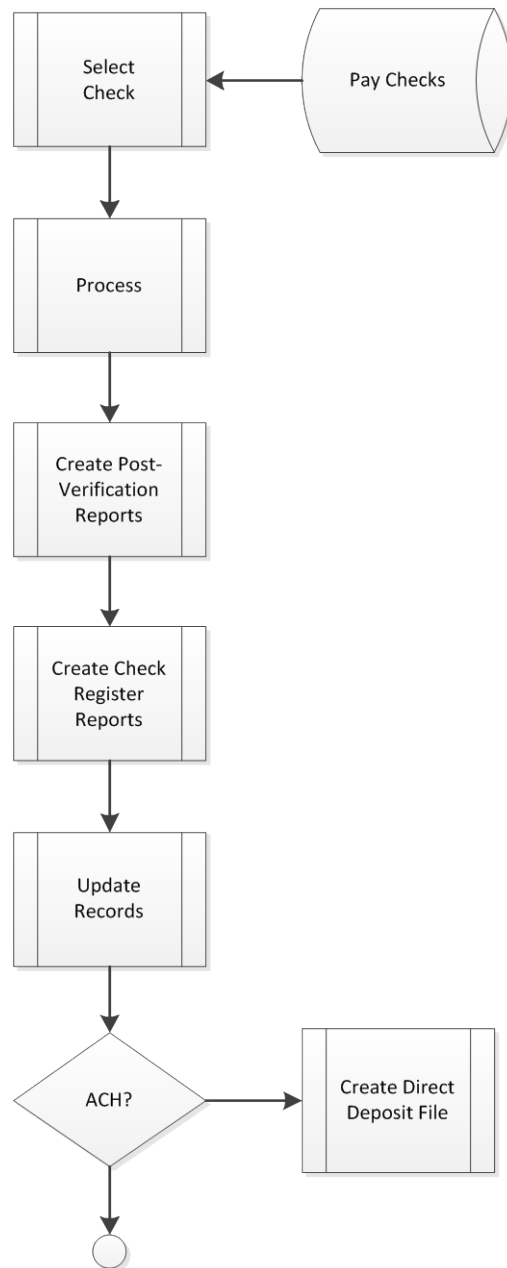 Select
Check
Pay Checks
Process
Create Post-
Verification
Reports
Create Check
Register
Reports
Update
Records
ACH?
Create Direct
Deposit File